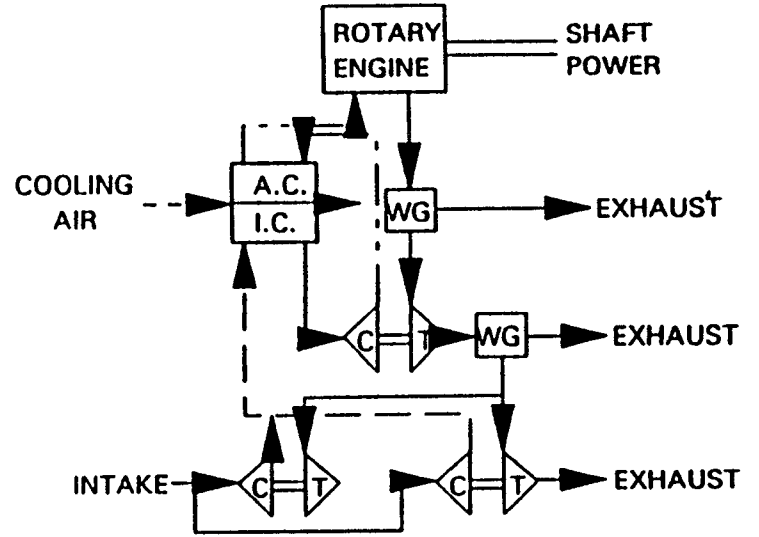 ROTARY
ENGINE
SHAFT
POWER
A.C.
I.C.
COOLING
AIR
WG
EXHAUST
C
T
WG
EXHAUST
INTAKE
C
T
C
T
EXHAUST